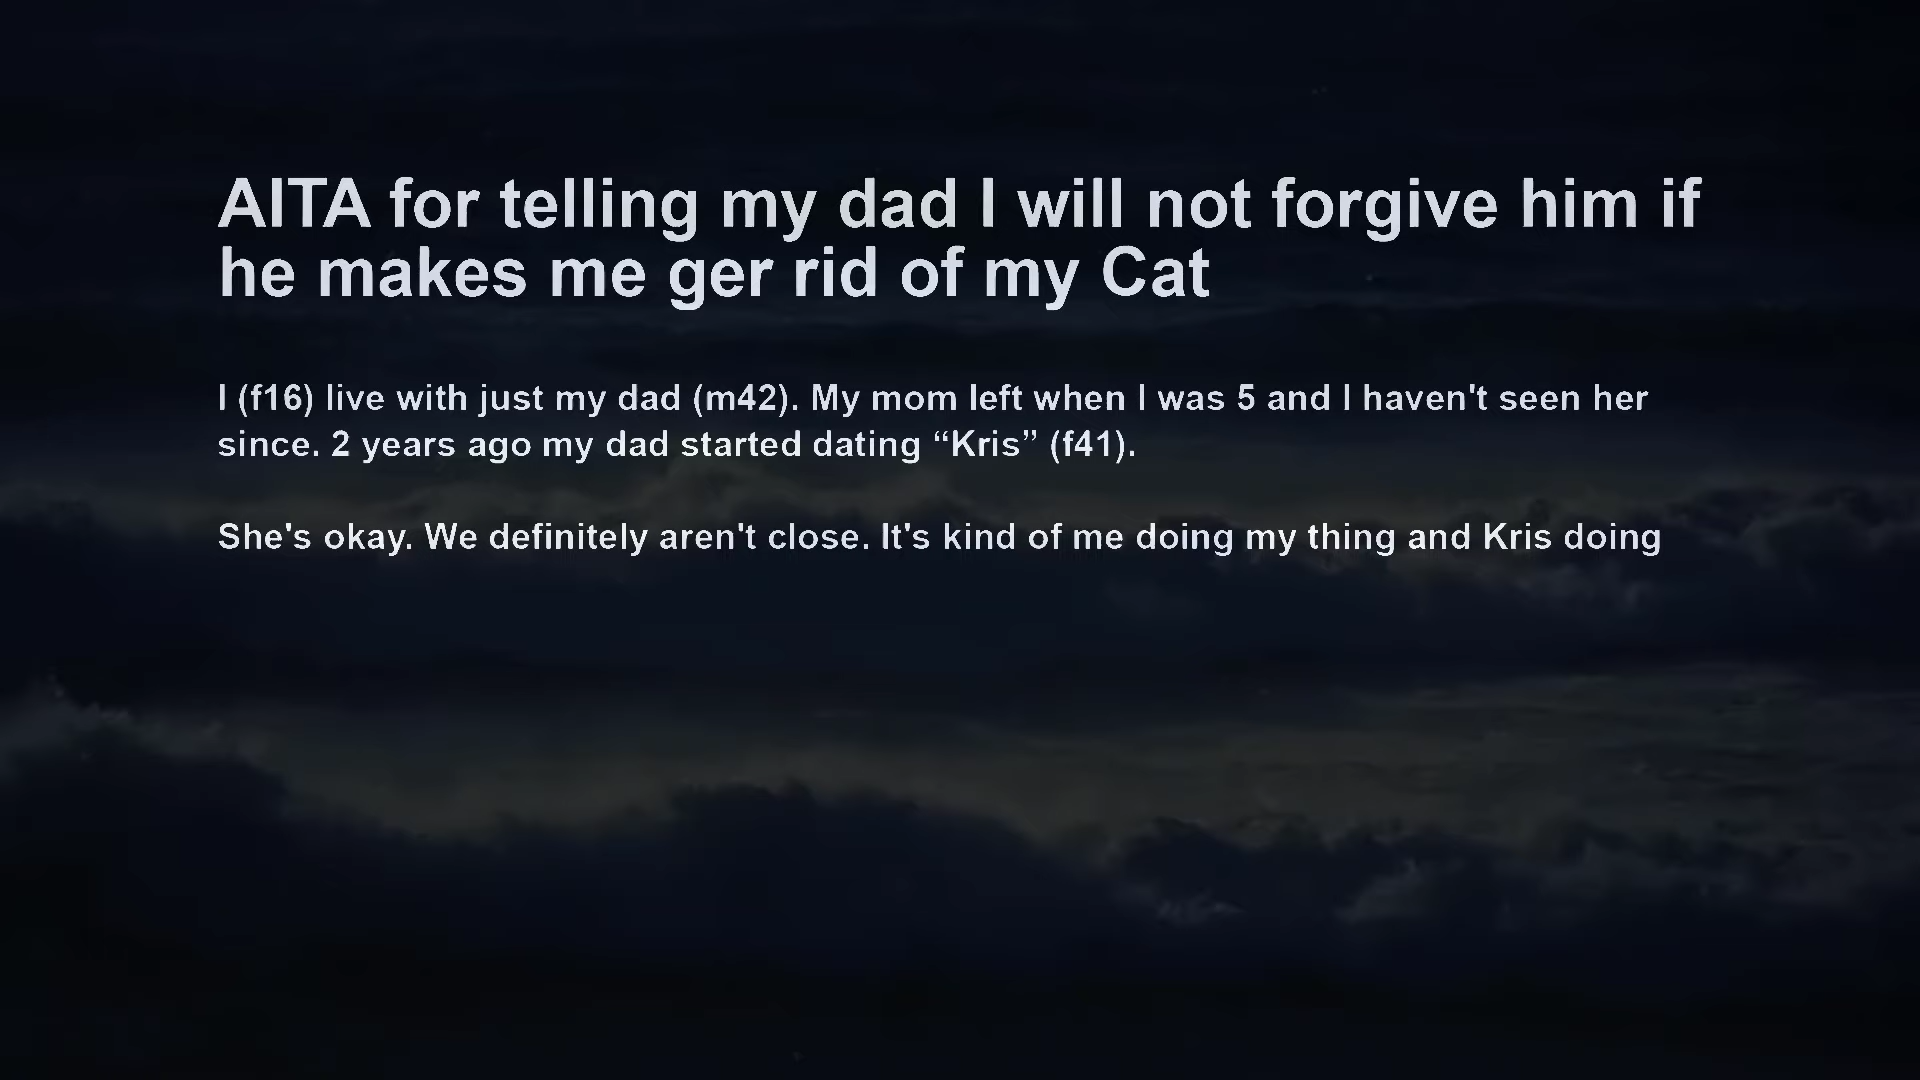 AITA for telling my dad I will not forgive him if
he makes me ger rid of my Cat
I (f16) live with just my dad (m42). My mom left when I was 5 and I haven't seen her
since. 2 years ago my dad started dating “Kris” (f41).
She's okay. We definitely aren't close. It's kind of me doing my thing and Kris doing